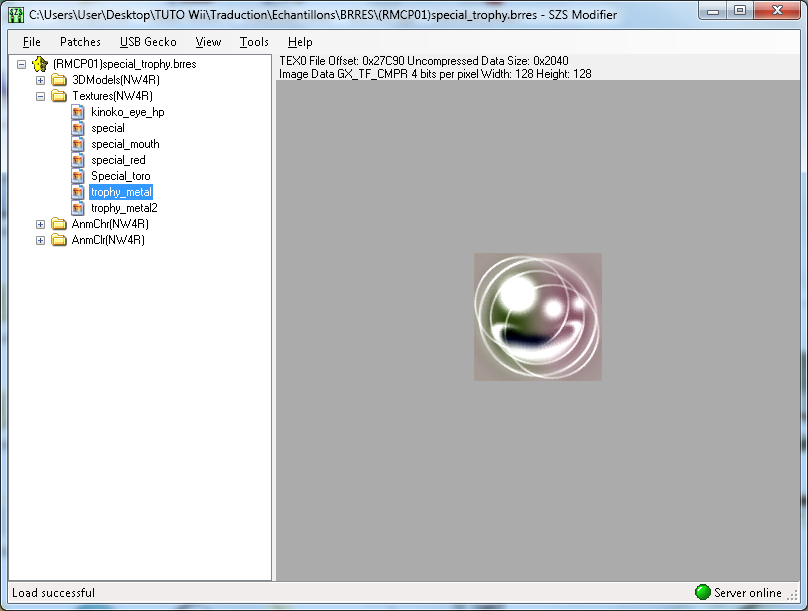 C:\Users\User\Desktop\TUTO Wii\Traduction\Echantillons\BRRES\(RMCP01)special_trophy.brres - SZS Modifier
File Patches USB Gecko View Tools Help
(RMCP01)special_trophy.brres
3DModels(NW4R)
Textures(NW4R)
kinoko_eye_hp
special
special_mouth
special_red
Special_toro
trophy_metal
trophy_metal2
AnmChr(NW4R)
AnmClr(NW4R)
TEX0 File Offset: 0x27C90 Uncompressed Data Size: 0x2040
Image Data GX_TF_CMPR 4 bits per pixel Width: 128 Height: 128
Load successful
Server online